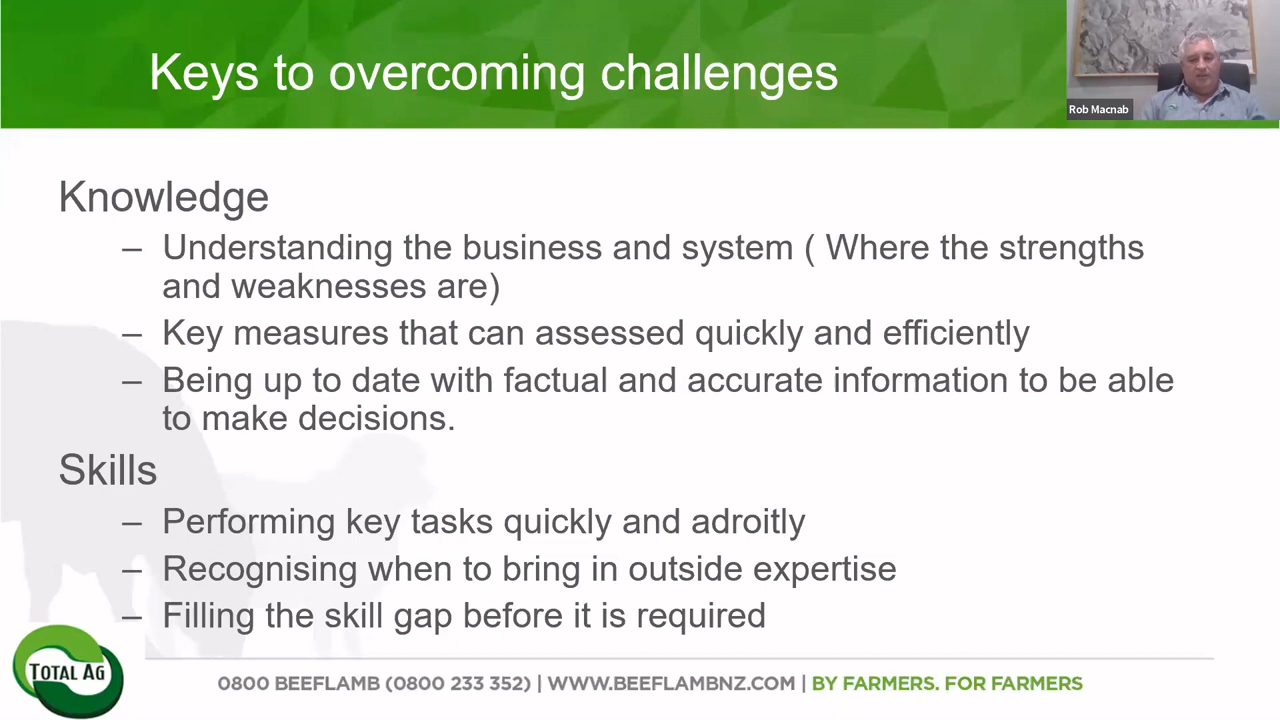 Keys to overcoming challenges
Rob Macnab
Knowledge
– Understanding the business and system ( Where the strengths
and weaknesses are)
– Key measures that can assessed quickly and efficiently
– Being up to date with factual and accurate information to be able
to make decisions.
Skills
– Performing key tasks quickly and adroitly
– Recognising when to bring in outside expertise
– Filling the skill gap before it is required
TOTAL AG
0800 BEEFLAMB (0800 233 352) | WWW.BEEFLAMBNZ.COM | BY FARMERS. FOR FARMERS